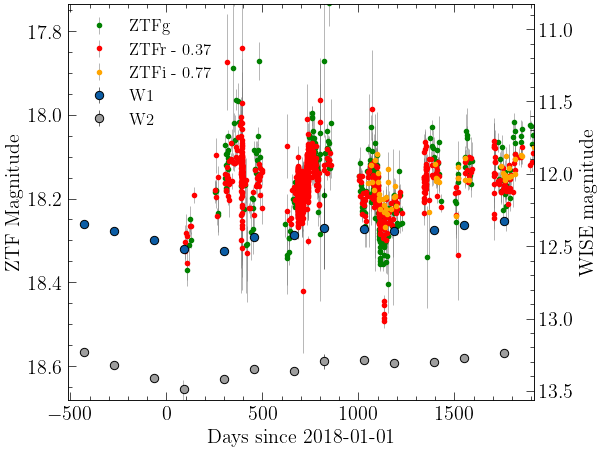 ZTFg
ZTFr - 0.37
ZTFi - 0.77
W1
W2
17.8
18.0
18.2
18.4
18.6
ZTF Magnitude
11.0
11.5
12.0
12.5
13.0
13.5
WISE magnitude
−500 0 500 1000 1500
Days since 2018-01-01